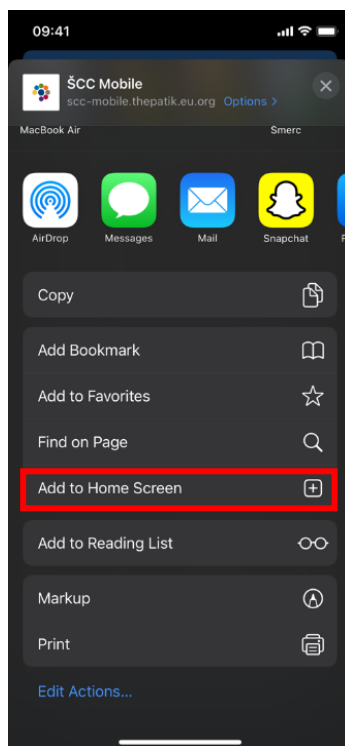 09:41
ŠCC Mobile
scc-mobile.thepatik.eu.org Options >
MacBook Air Smerc
AirDrop Messages Mail Snapchat
Copy
Add Bookmark
Add to Favorites
Find on Page
Add to Home Screen
Add to Reading List
Markup
Print
Edit Actions...